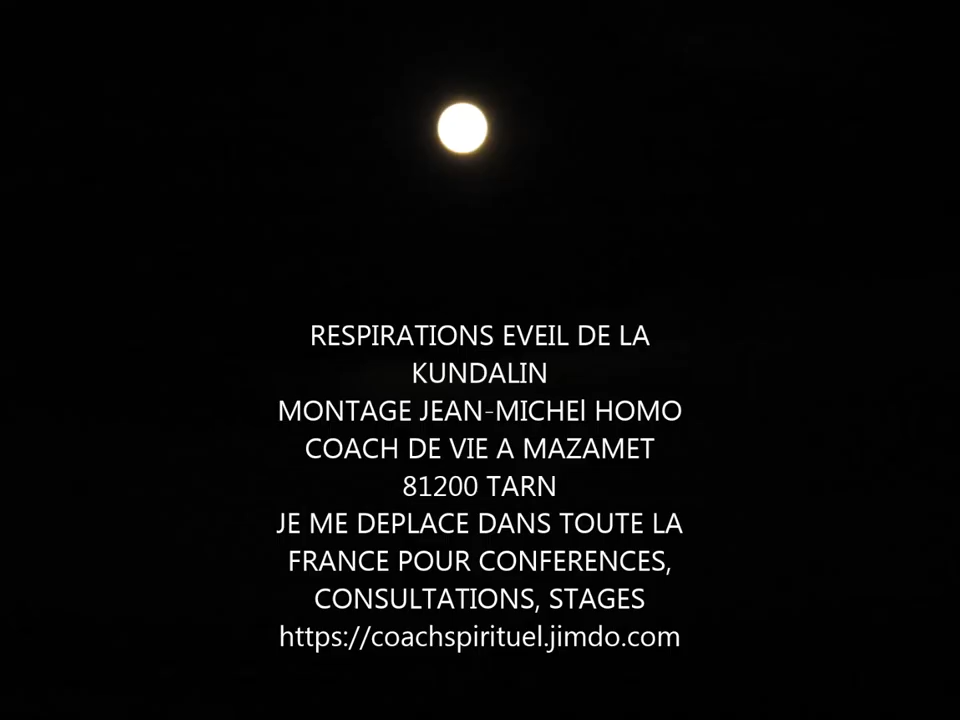 RESPIRATIONS EVEIL DE LA
KUNDALIN
MONTAGE JEAN-MICHEl HOMO
COACH DE VIE A MAZAMET
81200 TARN
JE ME DEPLACE DANS TOUTE LA
FRANCE POUR CONFERENCES,
CONSULTATIONS, STAGES
https://coachspirituel.jimdo.com